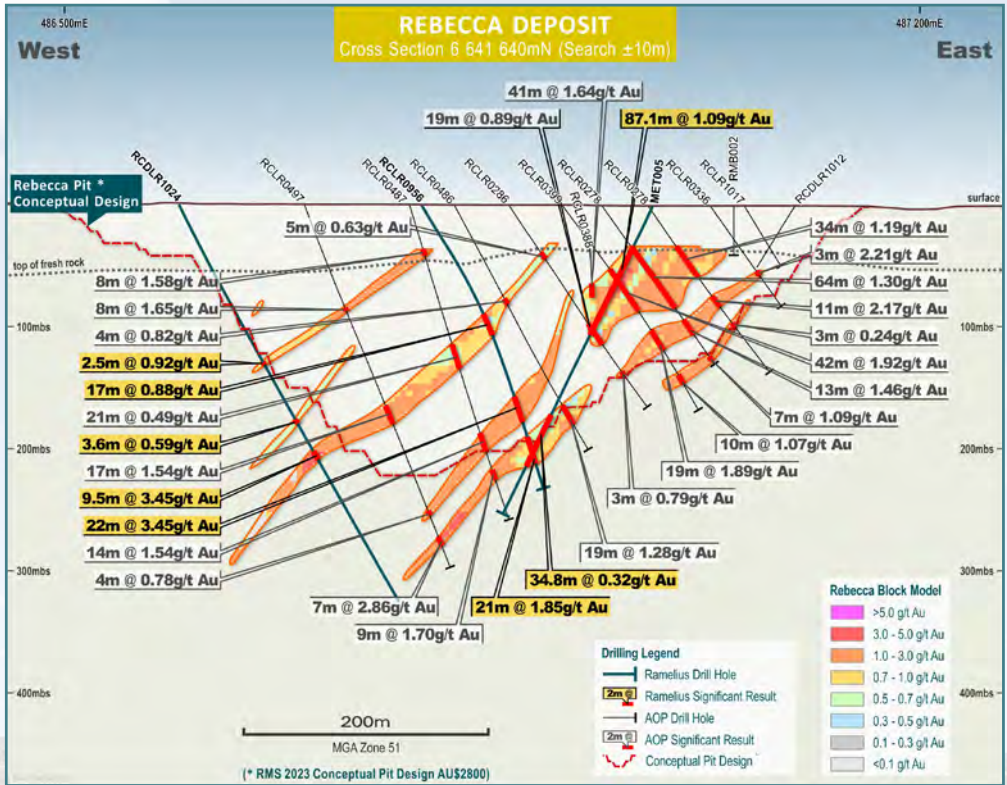 486 500mE
REBECCA DEPOSIT
487 200mE
West
Cross Section 6 641 640mN (Search ±10m)
East
41m @ 1.64g/t Au
19m @ 0.89g/t Au
87.1m @ 1.09g/t Au
RCDLR1024
RCLR0497
RCLR0487
RCLR0956
RCLR0486
RCLR0286
RCLR0399
RCLR0388
RCLR0278
MET005
RCLR0278
RCLR0336
RCLR1017
RMB002
RCDLR1012
Rebecca Pit *
Conceptual Design
surface
5m @ 0.63g/t Au
34m @ 1.19g/t Au
3m @ 2.21g/t Au
top of fresh rock
8m @ 1.58g/t Au
64m @ 1.30g/t Au
8m @ 1.65g/t Au
11m @ 2.17g/t Au
100mbs
100mbs
4m @ 0.82g/t Au
3m @ 0.24g/t Au
2.5m @ 0.92g/t Au
42m @ 1.92g/t Au
17m @ 0.88g/t Au
13m @ 1.46g/t Au
21m @ 0.49g/t Au
7m @ 1.09g/t Au
3.6m @ 0.59g/t Au
10m @ 1.07g/t Au
200mbs
200mbs
17m @ 1.54g/t Au
19m @ 1.89g/t Au
9.5m @ 3.45g/t Au
3m @ 0.79g/t Au
22m @ 3.45g/t Au
14m @ 1.54g/t Au
19m @ 1.28g/t Au
300mbs
300mbs
4m @ 0.78g/t Au
34.8m @ 0.32g/t Au
7m @ 2.86g/t Au
21m @ 1.85g/t Au
9m @ 1.70g/t Au
Rebecca Block Model
>5.0 g/t Au
3.0 - 5.0 g/t Au
1.0 - 3.0 g/t Au
0.7 - 1.0 g/t Au
0.5 - 0.7 g/t Au
0.3 - 0.5 g/t Au
0.1 - 0.3 g/t Au
<0.1 g/t Au
Drilling Legend
Ramelius Drill Hole
2m @
Ramelius Significant Result
AOP Drill Hole
2m @
AOP Significant Result
Conceptual Pit Design
400mbs
400mbs
200m
MGA Zone 51
(* RMS 2023 Conceptual Pit Design AU$2800)